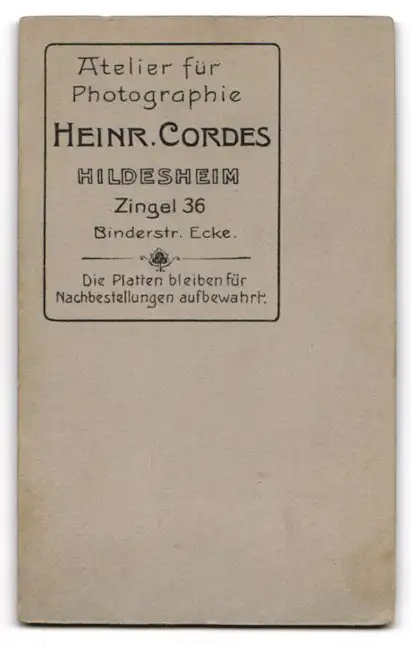 Atelier für
Photographie
HEINR. CORDES
HILDESHEIM
Zingel 36
Binderstr. Ecke.
Die Platten bleiben für
Nachbestellungen aufbewahrt.